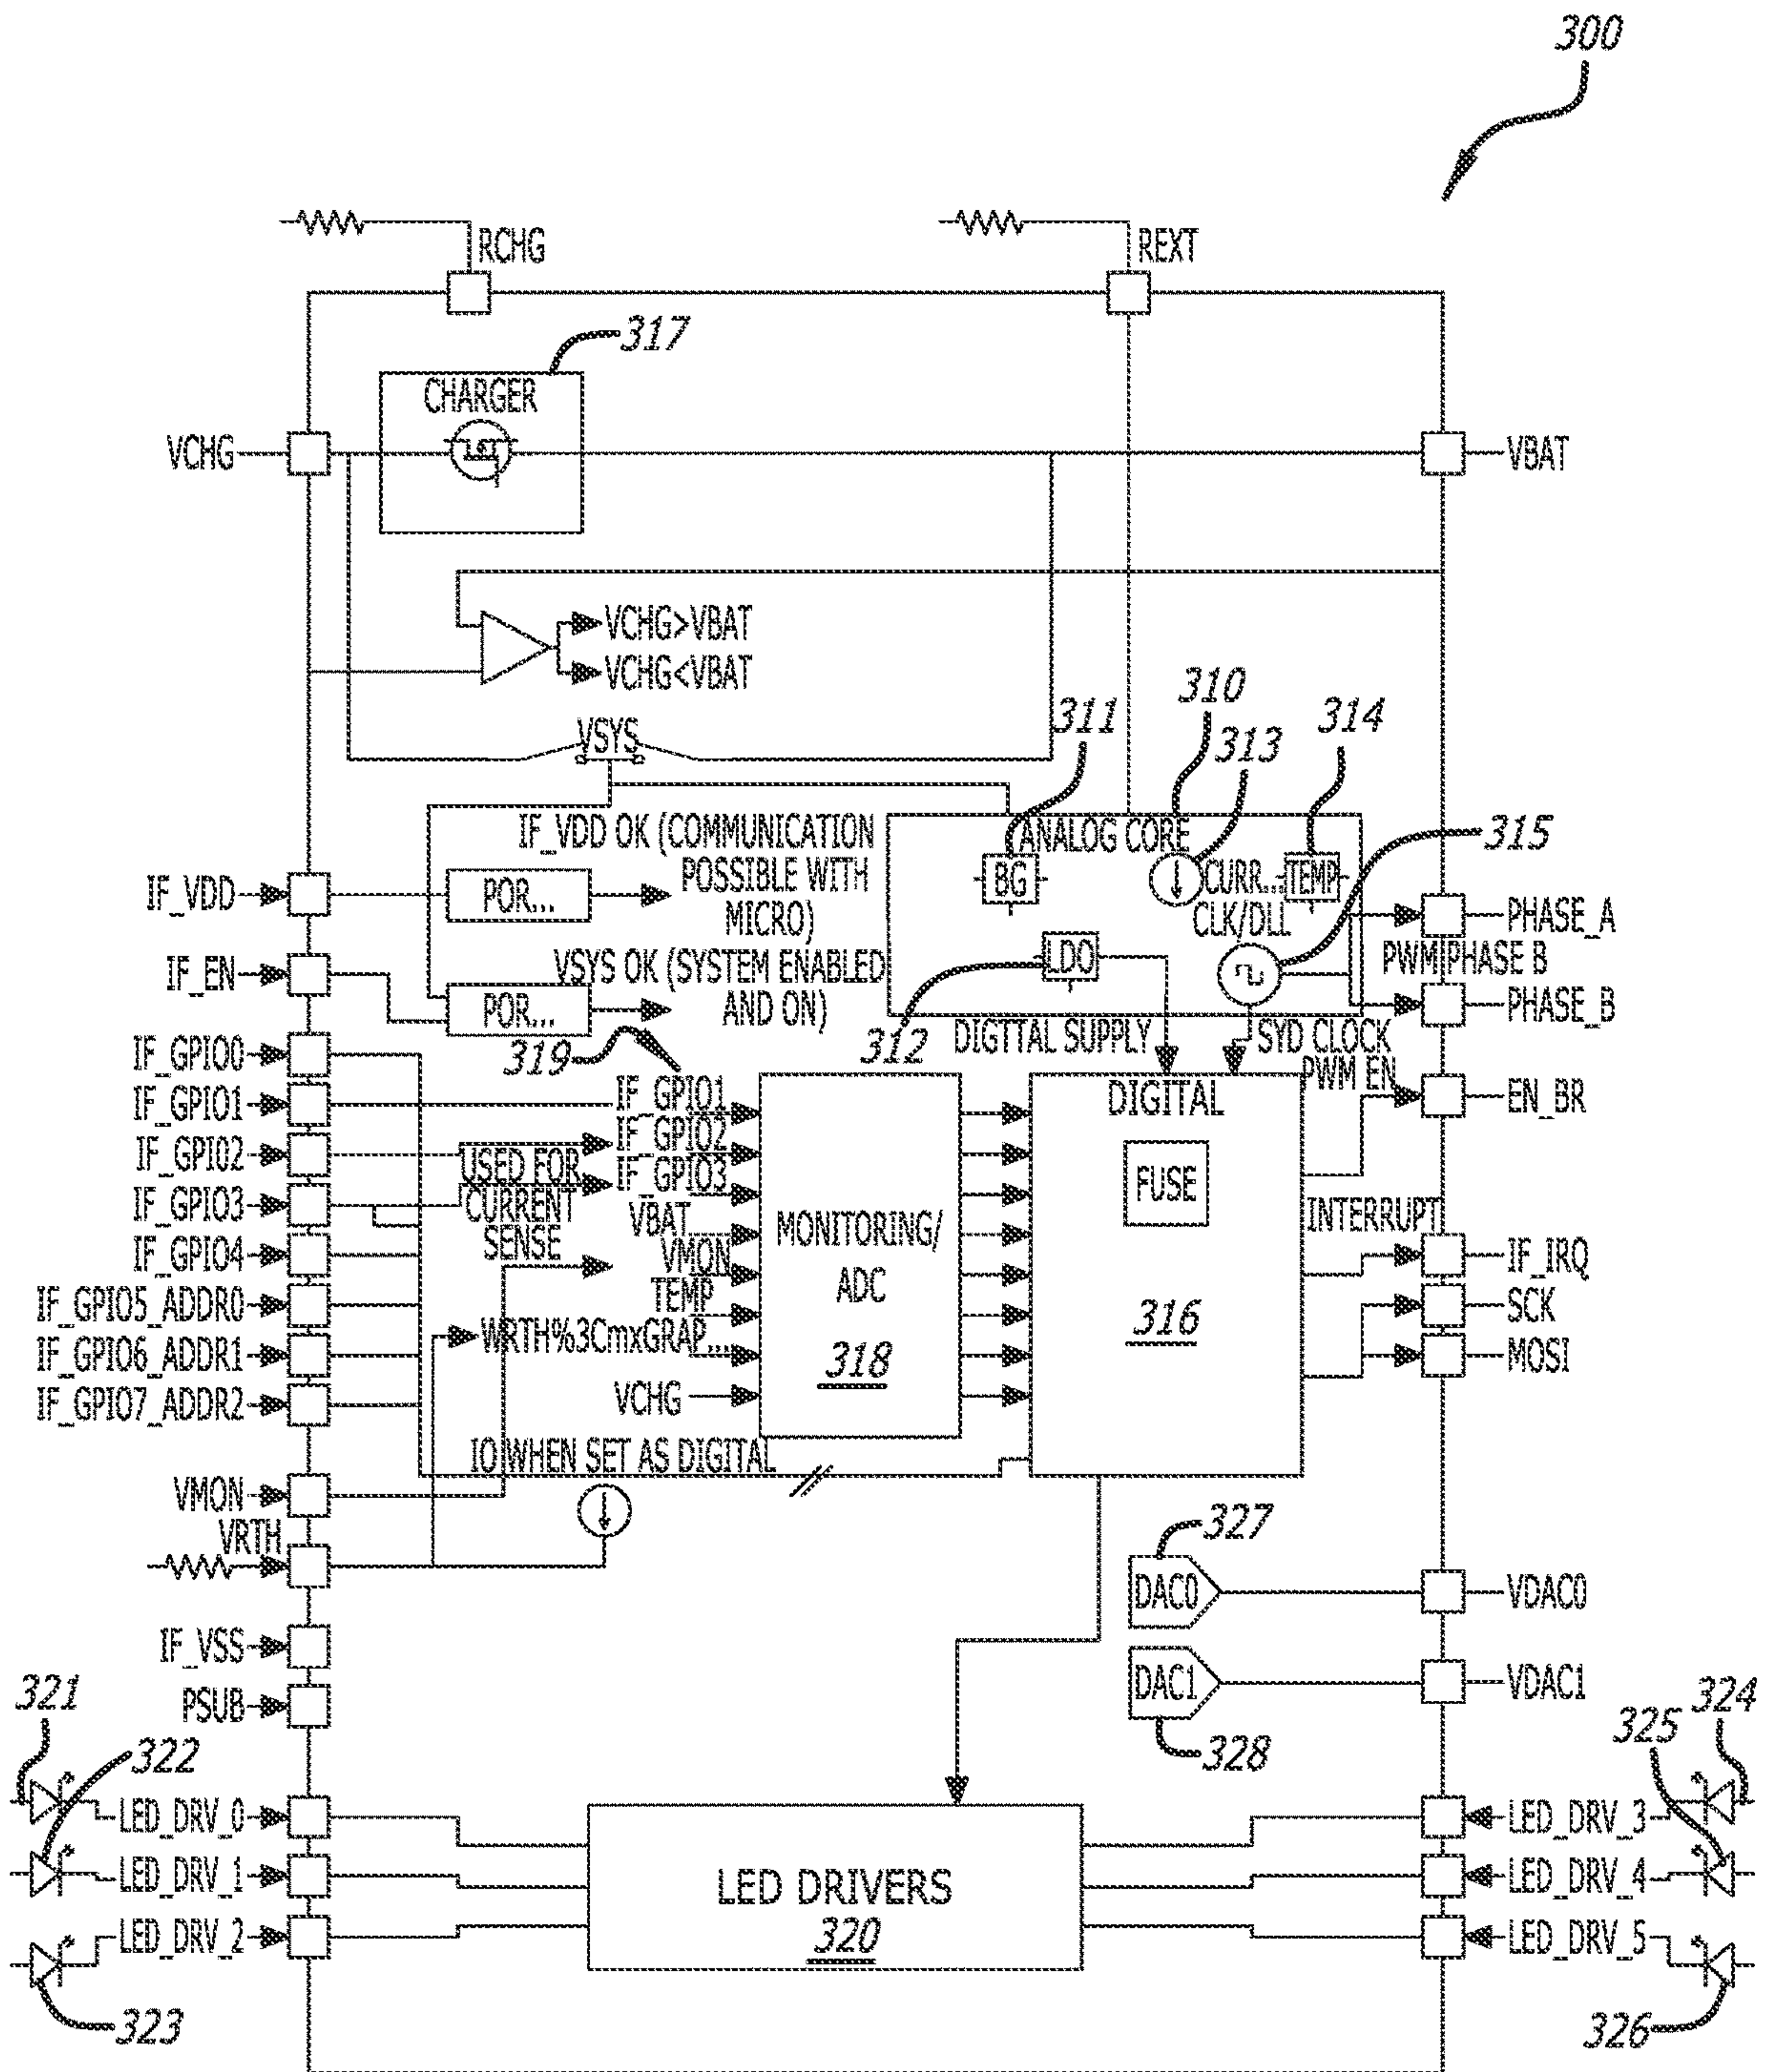 300
RCHG
REXT
317
CHARGER
VCHG
VBAT
VCHG>VBAT
VCHG<VBAT
VSYS
310
311
313
314
315
IF_VDD OK (COMMUNICATION
POSSIBLE WITH
MICRO)
ANALOG CORE
BG
CURR...
TEMP
CLK/DLL
IF_VDD
POR...
PHASE_A
PWM PHASE B
VSYS OK (SYSTEM ENABLED
AND ON)
LDO
IF_EN
POR...
PHASE_B
312
DIGTTAL SUPPLY
SYD CLOCK
PWM EN
319
IF_GPIO0
IF_GPIO1
IF_GPIO2
IF_GPIO3
IF_GPIO4
IF_GPIO5_ADDR0
IF_GPIO6_ADDR1
IF_GPIO7_ADDR2
USED FOR
CURRENT
SENSE
IF_GPIO1
IF_GPIO2
IF_GPIO3
VBAT
VMON
TEMP
WRTH%3CmxGRAP...
VCHG
MONITORING/
ADC
318
DIGITAL
FUSE
316
EN_BR
INTERRUPT
IF_IRQ
SCK
MOSI
IO WHEN SET AS DIGITAL
VMON
VRTH
327
DAC0
VDAC0
IF_VSS
PSUB
DAC1
VDAC1
328
321
322
323
324
325
326
LED_DRV_0
LED_DRV_1
LED_DRV_2
LED DRIVERS
320
LED_DRV_3
LED_DRV_4
LED_DRV_5